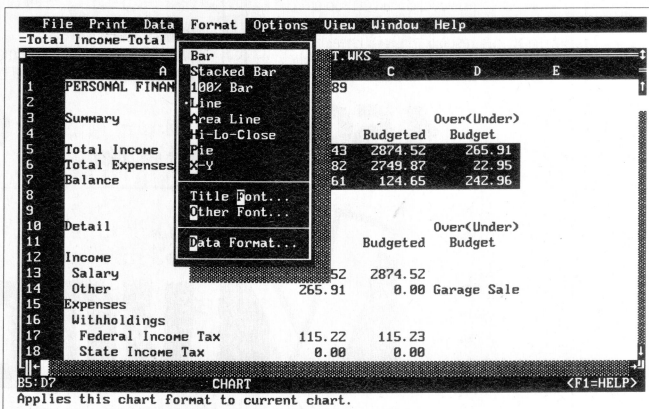 File Print Data Format Options View Window Help
=Total Income-Total
Bar
Stacked Bar
100% Bar
•Line
Area Line
Hi-Lo-Close
Pie
X-Y
Title Font...
Other Font...
Data Format...
T.WKS
A C D E
1 PERSONAL FINAN 89
2
3 Summary Over(Under)
4 Budgeted Budget
5 Total Income 43 2874.52 265.91
6 Total Expenses 82 2749.87 22.95
7 Balance 61 124.65 242.96
8
9
10 Detail Over(Under)
11 Budgeted Budget
12 Income
13 Salary 52 2874.52
14 Other 265.91 0.00 Garage Sale
15 Expenses
16 Withholdings
17 Federal Income Tax 115.22 115.23
18 State Income Tax 0.00 0.00
B5:D7 CHART <F1=HELP>
Applies this chart format to current chart.